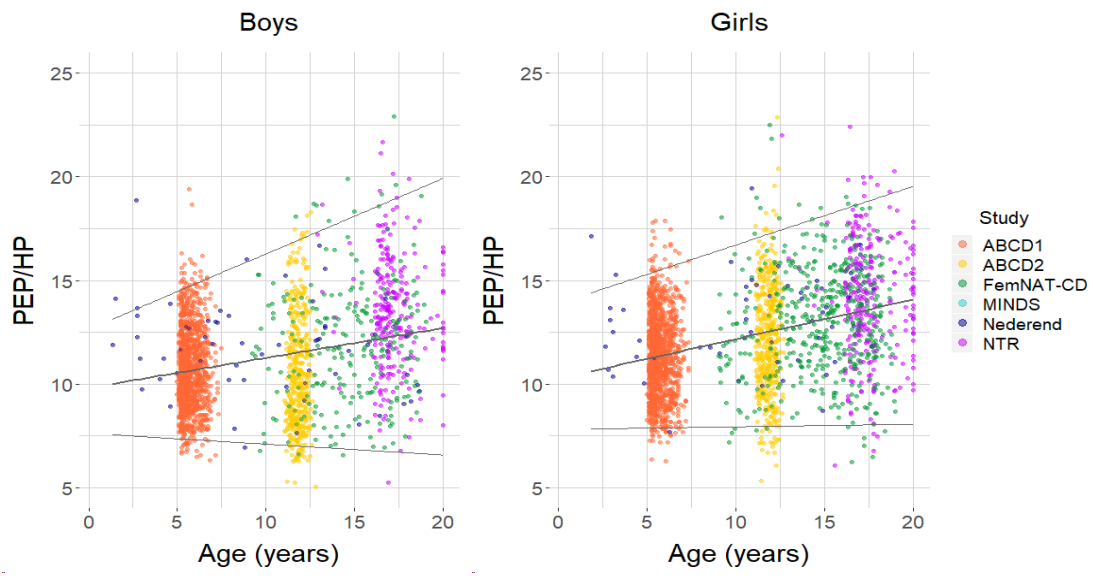 Boys
Girls
PEP/HP
25
20
15
10
5
0
5
10
15
20
Age (years)
PEP/HP
25
20
15
10
5
0
5
10
15
20
Age (years)
Study
ABCD1
ABCD2
FemNAT-CD
MINDS
Nederend
NTR